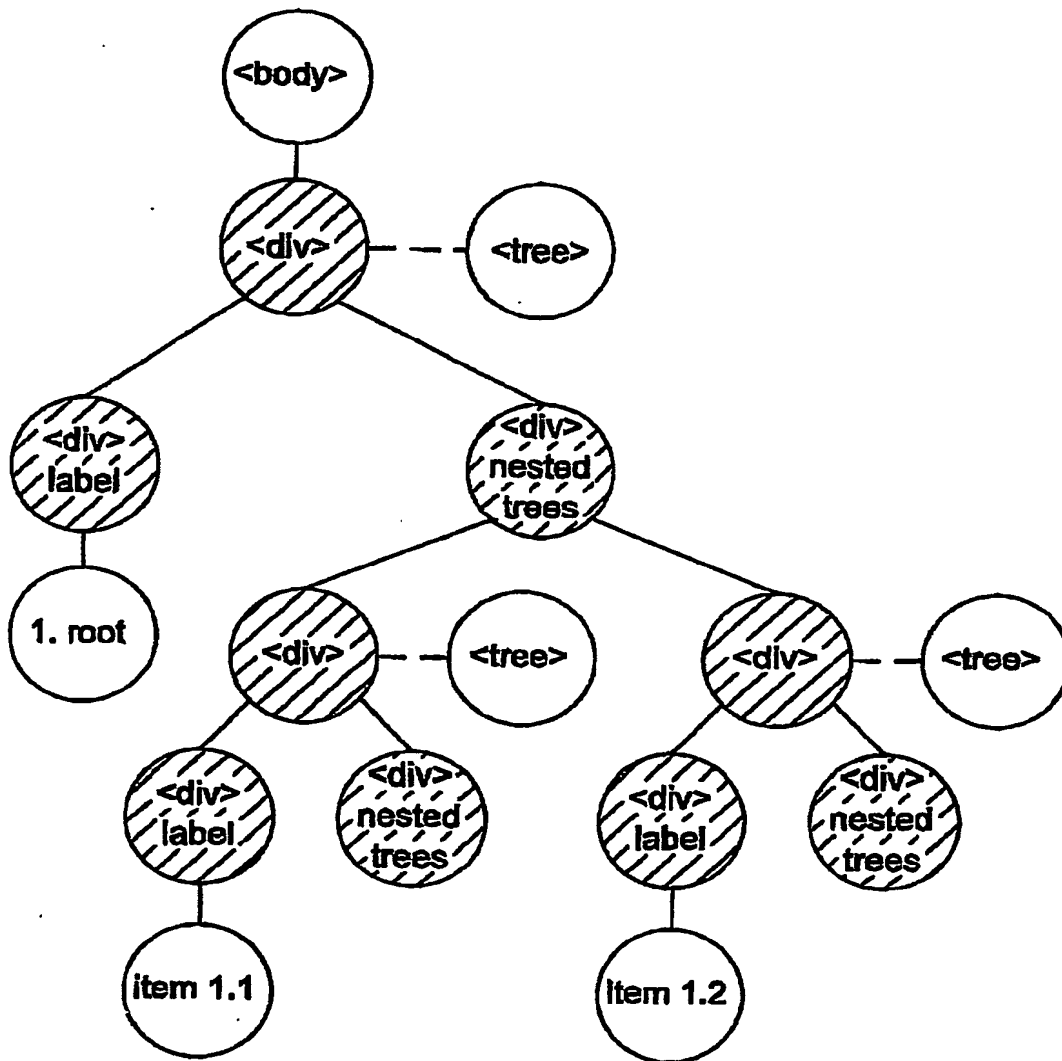 <body>
<div>
<tree>
<div>
label
<div>
nested
trees
1. root
<div>
<tree>
<div>
<tree>
<div>
label
<div>
nested
trees
<div>
label
<div>
nested
trees
item 1.1
item 1.2